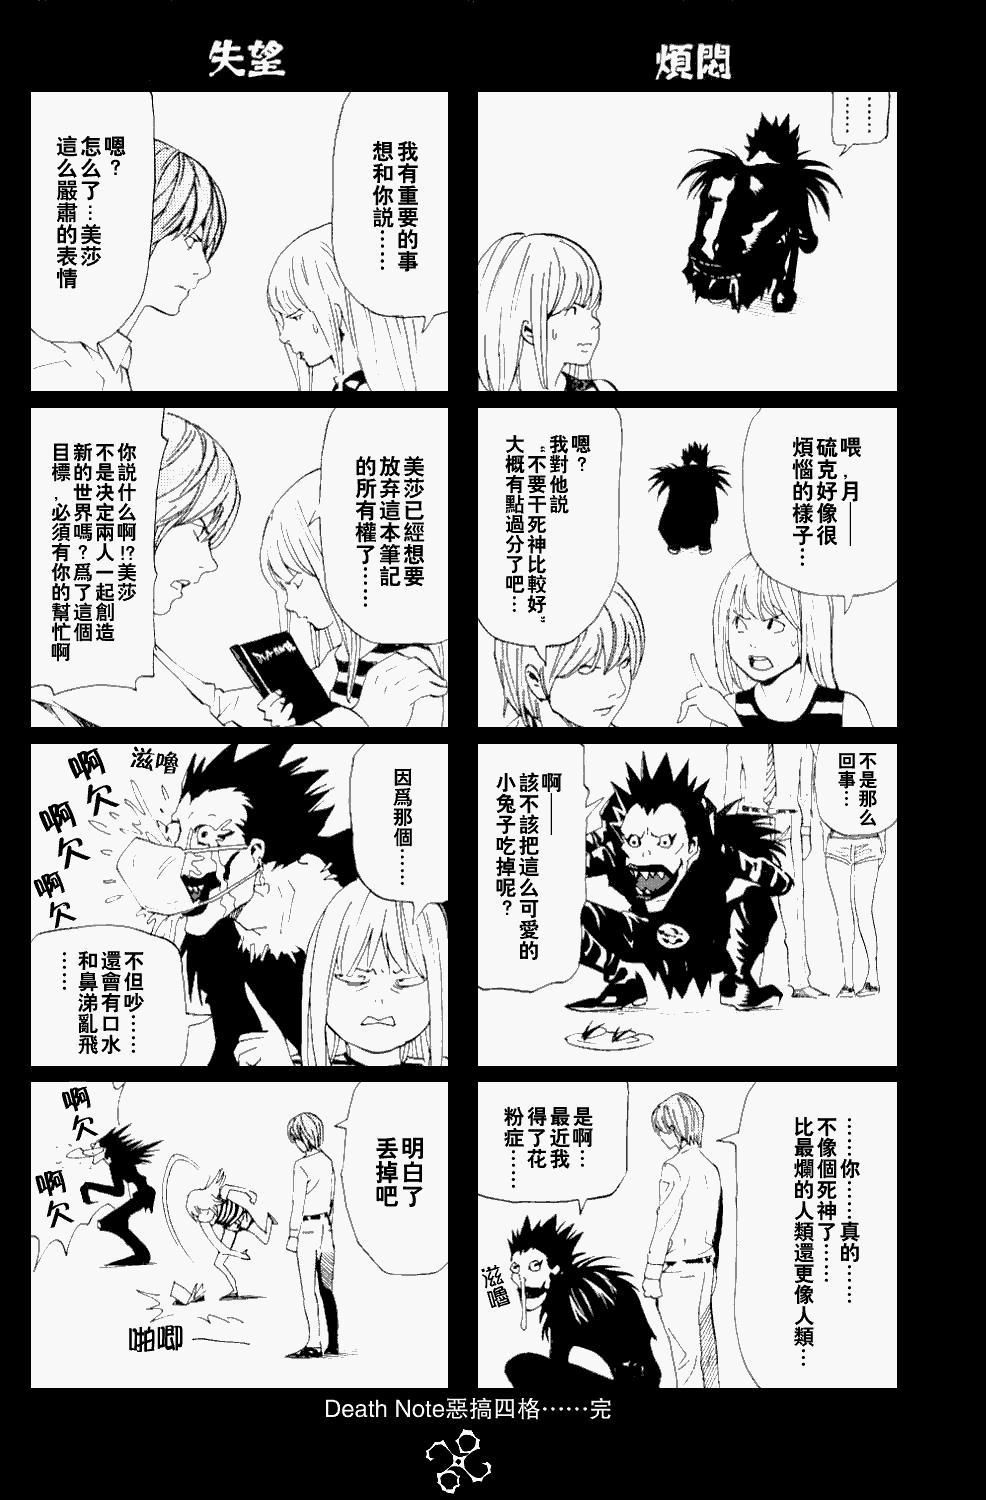 煩悶
………
………
喂,月——
硫克好像很
煩惱的樣子…
嗯?
我對他説
“不要干死神比較好”
大概有點過分了吧…
不是那么
回事…
啊——
該不該把這么可愛的
小兔子吃掉呢?
……你……真的……
不像個死神了……
比最爛的人類還更像人類…
是啊…
最近我
得了花
粉症……
滋嚕
失望
我有重要的事
想和你説……
嗯?
怎么了…美莎
這么嚴肅的表情
美莎已經想要
放弃這本筆記
的所有權了……
你説什么啊!?美莎
不是决定兩人一起創造
新的世界嗎?爲了這個
目標,必須有你的幫忙啊
因爲那個……
滋嚕
啊欠
啊欠
啊欠
不但吵……
還會有口水
和鼻涕亂飛
……
明白了
丢掉吧
啊欠
啊欠
啪唧——
Death Note惡搞四格……完